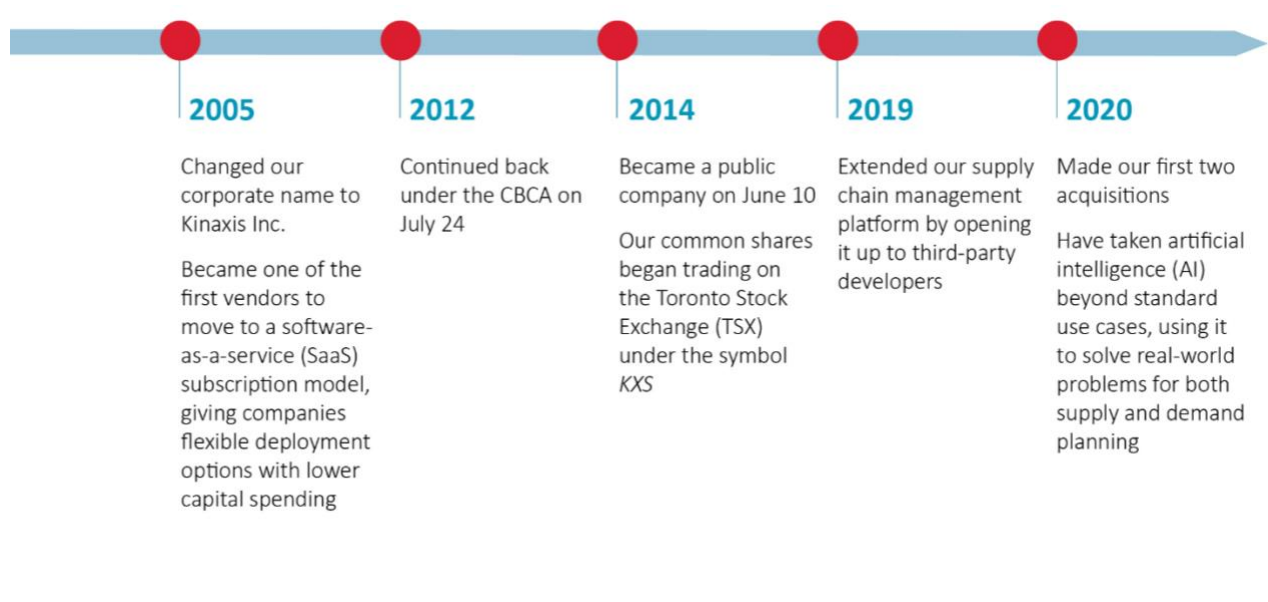 2005
Changed our
corporate name to
Kinaxis Inc.
Became one of the
first vendors to
move to a software-
as-a-service (SaaS)
subscription model,
giving companies
flexible deployment
options with lower
capital spending
2012
Continued back
under the CBCA on
July 24
2014
Became a public
company on June 10
Our common shares
began trading on
the Toronto Stock
Exchange (TSX)
under the symbol
KXS
2019
Extended our supply
chain management
platform by opening
it up to third-party
developers
2020
Made our first two
acquisitions
Have taken artificial
intelligence (AI)
beyond standard
use cases, using it
to solve real-world
problems for both
supply and demand
planning